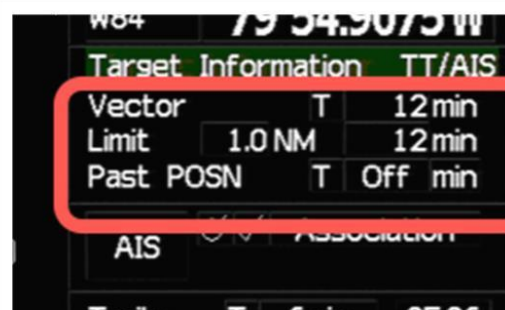 W84 79°54.9075'W
Target Information TT/AIS
Vector T 12 min
Limit 1.0 NM 12 min
Past POSN T Off min
AIS Association